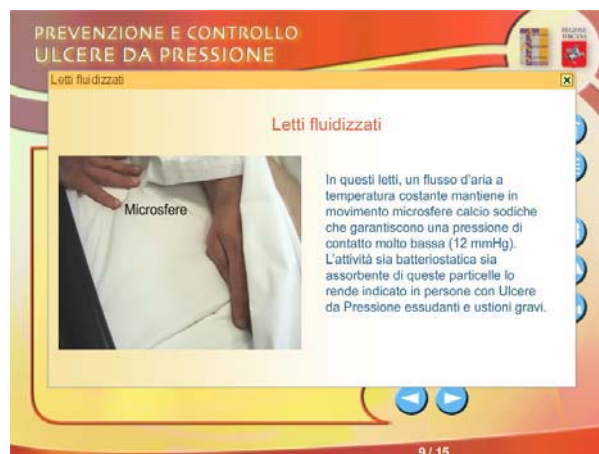 PREVENZIONE E CONTROLLO
ULCERE DA PRESSIONE
REGIONE
TOSCANA
Letti fluidizzati
Letti fluidizzati
Microsfere
In questi letti, un flusso d'aria a
temperatura costante mantiene in
movimento microsfere calcio sodiche
che garantiscono una pressione di
contatto molto bassa (12 mmHg).
L'attività sia batteriostatica sia
assorbente di queste particelle lo
rende indicato in persone con Ulcere
da Pressione essudanti e ustioni gravi.
9 / 15